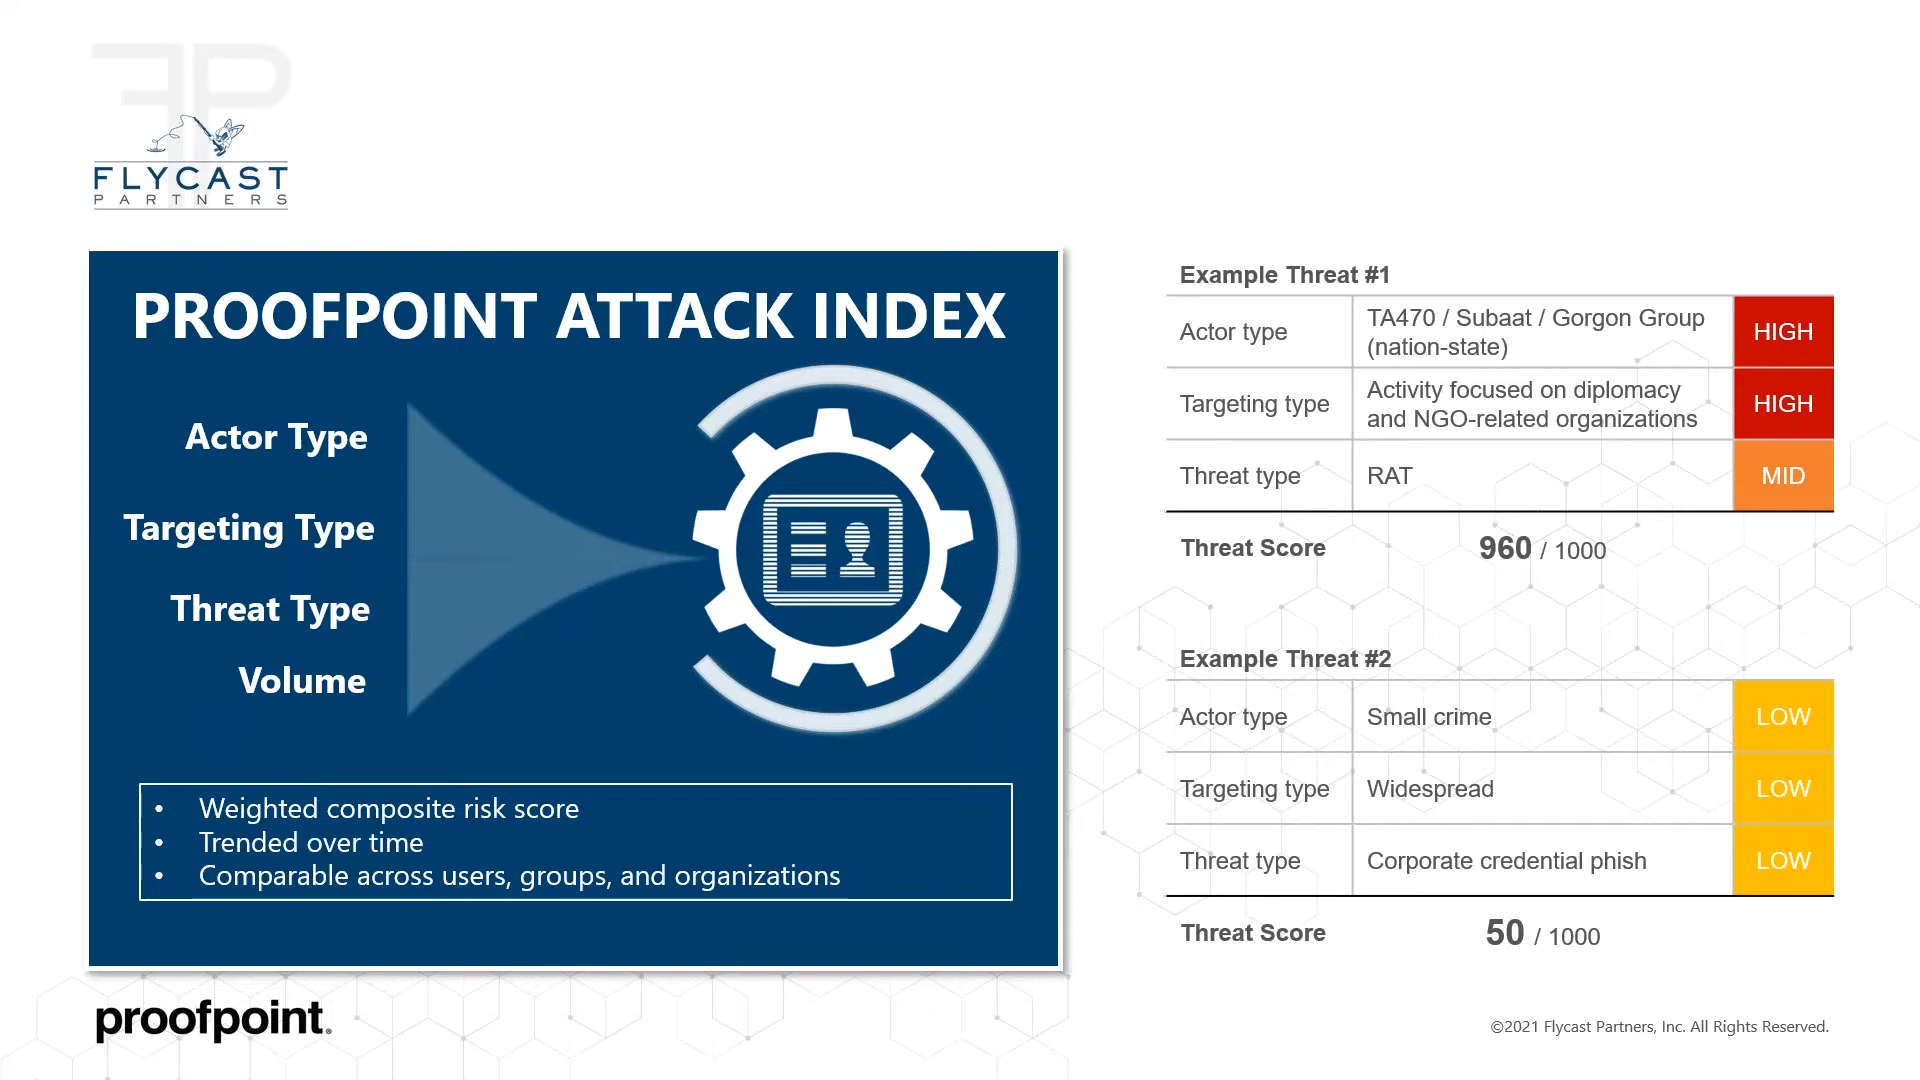 FP
FLYCAST
PARTNERS
PROOFPOINT ATTACK INDEX
Actor Type
Targeting Type
Threat Type
Volume
• Weighted composite risk score
• Trended over time
• Comparable across users, groups, and organizations
Example Threat #1
Actor type TA470 / Subaat / Gorgon Group (nation-state) HIGH
Targeting type Activity focused on diplomacy and NGO-related organizations HIGH
Threat type RAT MID
Threat Score 960 / 1000
Example Threat #2
Actor type Small crime LOW
Targeting type Widespread LOW
Threat type Corporate credential phish LOW
Threat Score 50 / 1000
proofpoint®
©2021 Flycast Partners, Inc. All Rights Reserved.